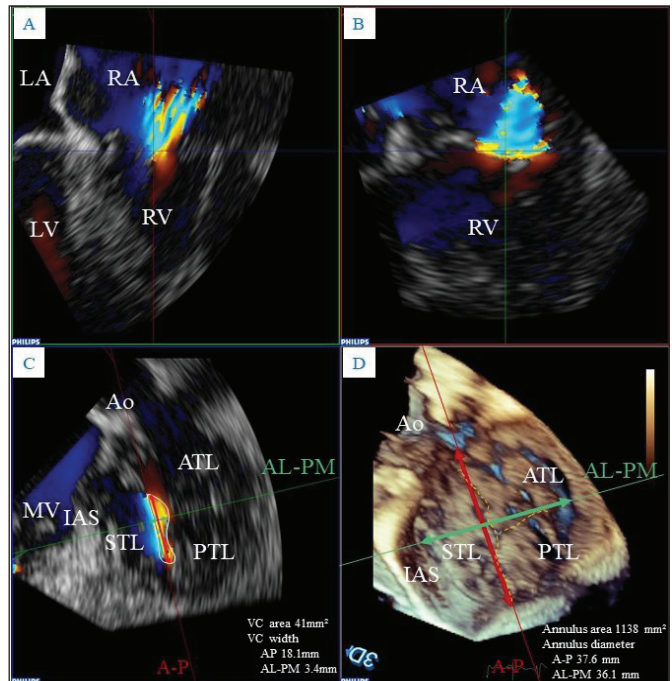 A
LA
RA
LV
RV
PHILIPS
B
RA
RV
PHILIPS
C
Ao
ATL
AL-PM
MV
IAS
STL
PTL
VC area 41mm²
VC width
AP 18.1mm
AL-PM 3.4mm
A-P
PHILIPS
D
Ao
ATL
AL-PM
STL
PTL
IAS
Annulus area 1138 mm²
Annulus diameter
A-P 37.6 mm
AL-PM 36.1 mm
A-P
3D
PHILIPS